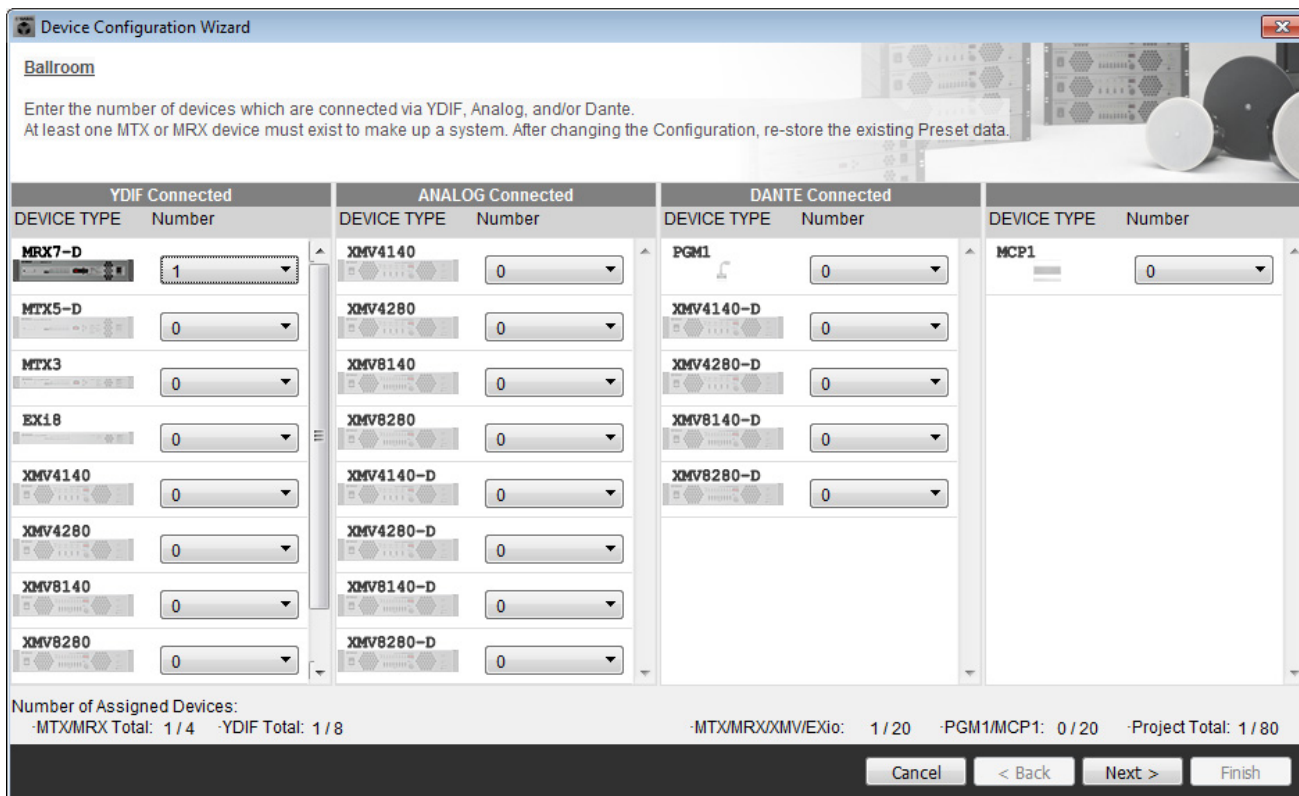 Device Configuration Wizard
Ballroom
Enter the number of devices which are connected via YDIF, Analog, and/or Dante.
At least one MTX or MRX device must exist to make up a system. After changing the Configuration, re-store the existing Preset data.
YDIF Connected
DEVICE TYPE Number
MRX7-D 1
MTX5-D 0
MTX3 0
EXi8 0
XMV4140 0
XMV4280 0
XMV8140 0
XMV8280 0
ANALOG Connected
DEVICE TYPE Number
XMV4140 0
XMV4280 0
XMV8140 0
XMV8280 0
XMV4140-D 0
XMV4280-D 0
XMV8140-D 0
XMV8280-D 0
DANTE Connected
DEVICE TYPE Number
PGM1 0
XMV4140-D 0
XMV4280-D 0
XMV8140-D 0
XMV8280-D 0
DEVICE TYPE Number
MCP1 0
Number of Assigned Devices:
-MTX/MRX Total: 1 / 4 -YDIF Total: 1 / 8 -MTX/MRX/XMV/EXio: 1 / 20 -PGM1/MCP1: 0 / 20 -Project Total: 1 / 80
Cancel < Back Next > Finish